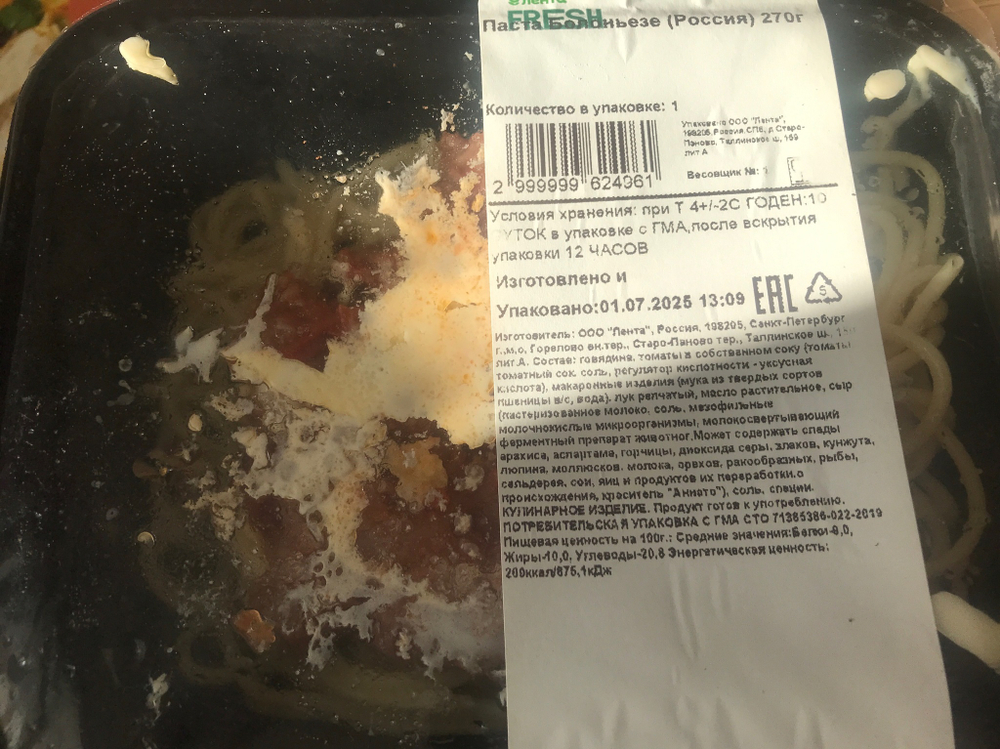 лента
FRESH
Паста Болоньезе (Россия) 270г
Количество в упаковке: 1
Упаковано ООО "Лента",
198205,Россия,СПБ, д Старо-
Паново, Таллинское ш, 159
лит А
Весовщик №:
2 999999 624961
Условия хранения: при Т 4+/-2С ГОДЕН:10
СУТОК в упаковке с ГМА,после вскрытия
упаковки 12 ЧАСОВ
Изготовлено и
Упаковано:01.07.2025 13:09
EAC
5
Изготовитель: ООО "Лента", Россия, 198205, Санкт-Петербург
г.,м.о, Горелово вн.тер., Старо-Паново тер., Таллинское ш.,
лит.А. Состав: говядина, томаты в собственном соку (томаты,
томатный сок, соль, регулятор кислотности - уксусная
кислота), макаронные изделия (мука из твердых сортов
пшеницы в/с, вода), лук репчатый, масло растительное, сыр
(пастеризованное молоко, соль, мезофильные
молочнокислые микроорганизмы, молокосвертывающий
ферментный препарат животног.Может содержать следы
арахиса, аспартама, горчицы, диоксида серы, злаков, кунжута,
люпина, моллюсков, молока, орехов, ракообразных, рыбы,
сельдерея, сои, яиц и продуктов их переработки.о
происхождения, краситель "Аннато"), соль, специи.
КУЛИНАРНОЕ ИЗДЕЛИЕ. Продукт готов к употреблению.
ПОТРЕБИТЕЛЬСКАЯ УПАКОВКА С ГМА СТО 71385386-022-2019
Пищевая ценность на 100г.: Средние значения:Белки-8,0,
Жиры-10,0, Углеводы-20,8 Энергетическая ценность:
200ккал/875,1кДж